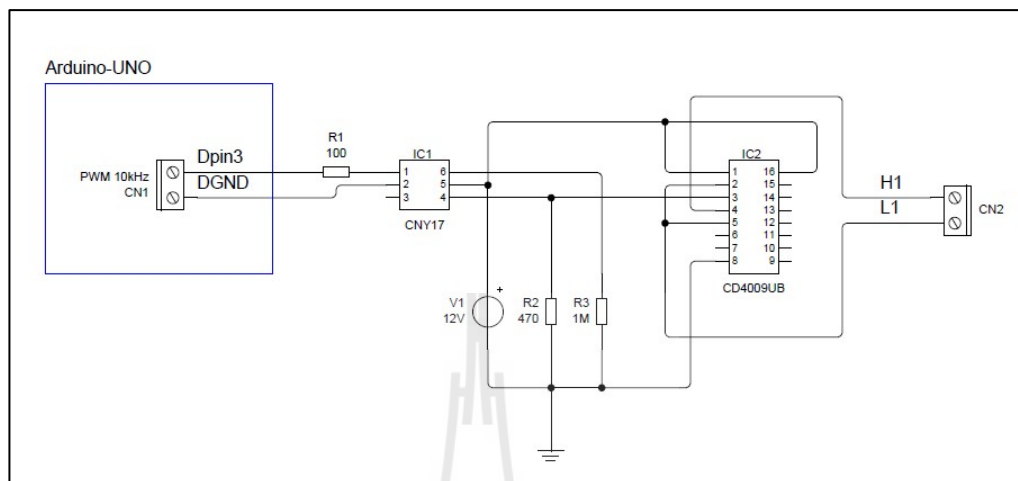 Arduino-UNO
PWM 10kHz
CN1
Dpin3
DGND
R1
100
IC1
1
2
3
6
5
4
CNY17
V1
12V
+
R2
470
R3
1M
IC2
1
2
3
4
5
6
7
8
16
15
14
13
12
11
10
9
CD4009UB
H1
L1
CN2